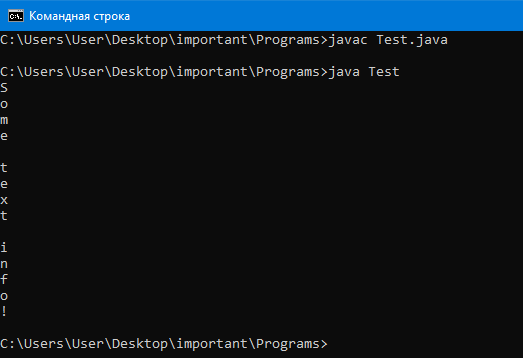 Командная строка
C:\Users\User\Desktop\important\Programs>javac Test.java
C:\Users\User\Desktop\important\Programs>java Test
S
o
m
e
t
e
x
t
i
n
f
o
!
C:\Users\User\Desktop\important\Programs>